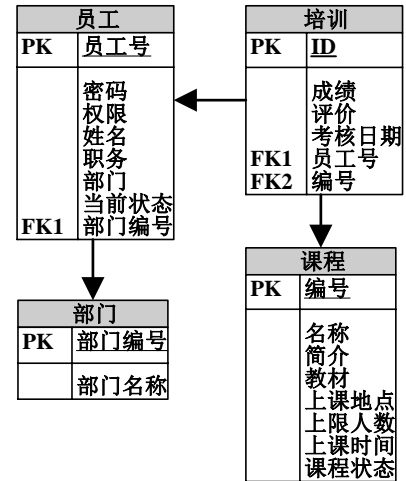 员工
PK 员工号
密码
权限
姓名
职务
部门
当前状态
FK1 部门编号
培训
PK ID
成绩
评价
考核日期
FK1 员工号
FK2 编号
部门
PK 部门编号
部门名称
课程
PK 编号
名称
简介
教材
上课地点
上限人数
上课时间
课程状态